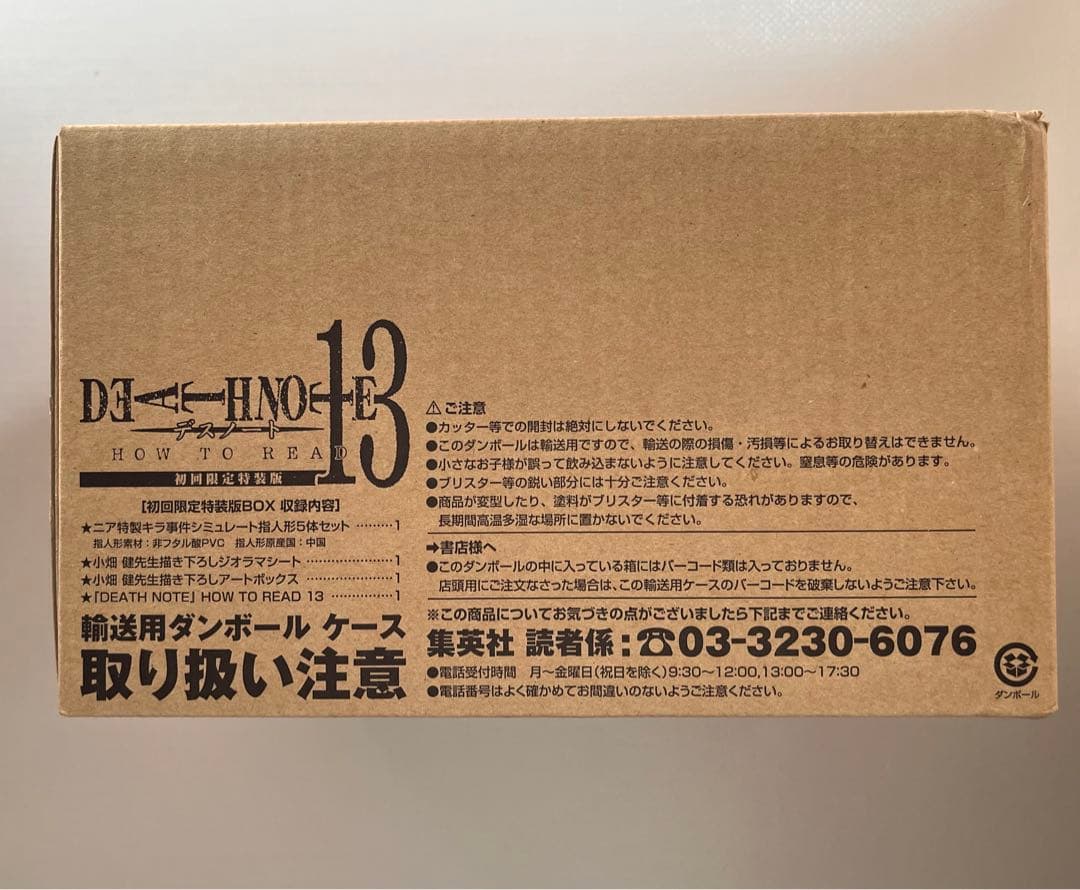 DEATH NOTE 13
デスノート
HOW TO READ
初回限定特装版
【初回限定特装版BOX 収録内容】
★ニア特製キラ事件シミュレート指人形5体セット ………1
指人形素材：非フタル酸PVC 指人形原産国：中国
★小畑 健先生描き下ろしジオラマシート ………………1
★小畑 健先生描き下ろしアートボックス ………………1
★「DEATH NOTE」HOW TO READ 13 ……………1
輸送用ダンボール ケース
取り扱い注意
⚠ご注意
●カッター等での開封は絶対にしないでください。
●このダンボールは輸送用ですので、輸送の際の損傷・汚損等によるお取り替えはできません。
●小さなお子様が誤って飲み込まないように注意してください。窒息等の危険があります。
●ブリスター等の鋭い部分には十分ご注意ください。
●商品が変型したり、塗料がブリスター等に付着する恐れがありますので、
長期間高温多湿な場所に置かないでください。
➡書店様へ
●このダンボールの中に入っている箱にはバーコード類は入っておりません。
店頭用にご注文なさった場合は、この輸送用ケースのバーコードを破棄しないようご注意下さい。
※この商品についてお気づきの点がございましたら下記までご連絡ください。
集英社 読者係：☎03-3230-6076
●電話受付時間 月〜金曜日（祝日を除く）9:30〜12:00,13:00〜17:30
●電話番号はよく確かめてお間違いのないようご注意ください。
ダンボール